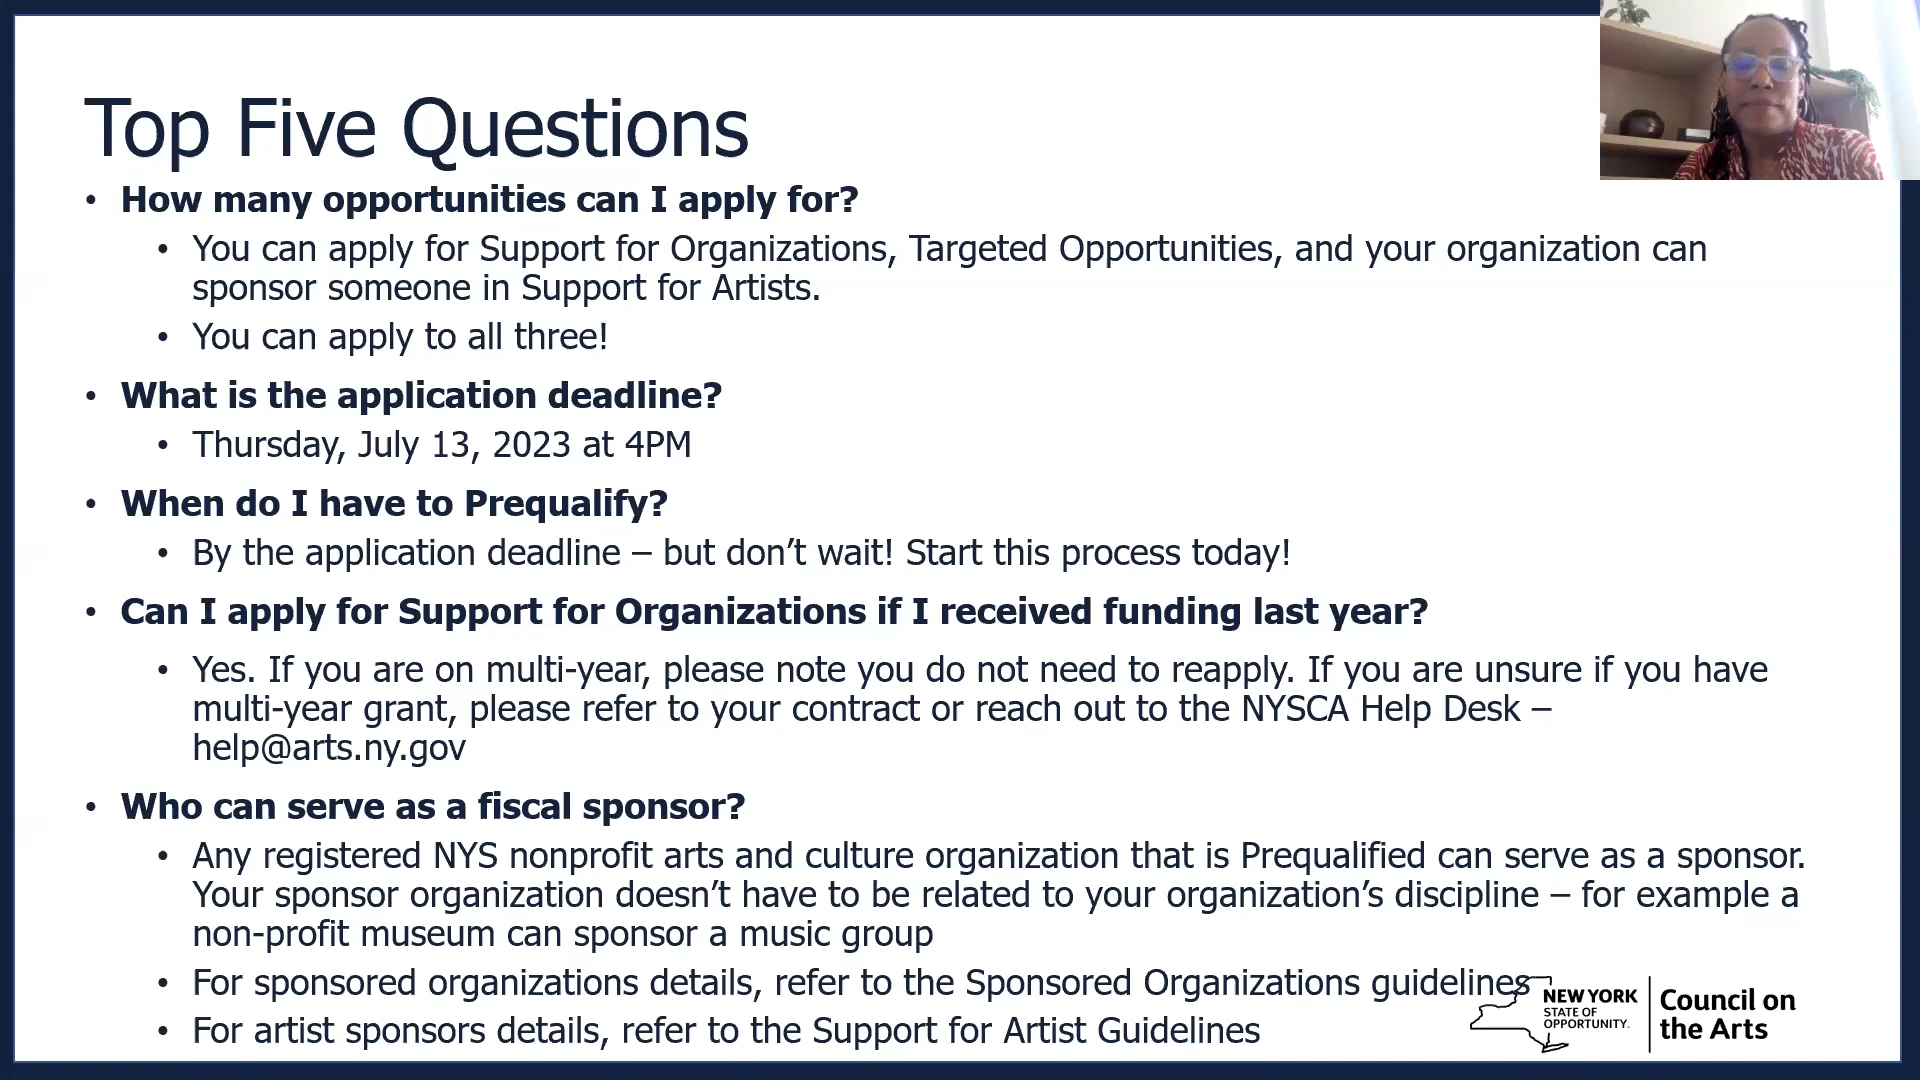 Top Five Questions
• How many opportunities can I apply for?
• You can apply for Support for Organizations, Targeted Opportunities, and your organization can
sponsor someone in Support for Artists.
• You can apply to all three!
• What is the application deadline?
• Thursday, July 13, 2023 at 4PM
• When do I have to Prequalify?
• By the application deadline – but don’t wait! Start this process today!
• Can I apply for Support for Organizations if I received funding last year?
• Yes. If you are on multi-year, please note you do not need to reapply. If you are unsure if you have
multi-year grant, please refer to your contract or reach out to the NYSCA Help Desk –
help@arts.ny.gov
• Who can serve as a fiscal sponsor?
• Any registered NYS nonprofit arts and culture organization that is Prequalified can serve as a sponsor.
Your sponsor organization doesn’t have to be related to your organization’s discipline – for example a
non-profit museum can sponsor a music group
• For sponsored organizations details, refer to the Sponsored Organizations guidelines
• For artist sponsors details, refer to the Support for Artist Guidelines
NEW YORK
STATE OF
OPPORTUNITY.
Council on
the Arts